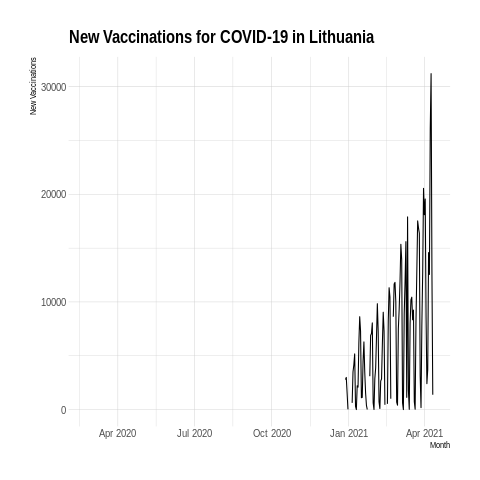 New Vaccinations for COVID-19 in Lithuania
New Vaccinations
30000
20000
10000
0
Apr 2020 Jul 2020 Oct 2020 Jan 2021 Apr 2021
Month